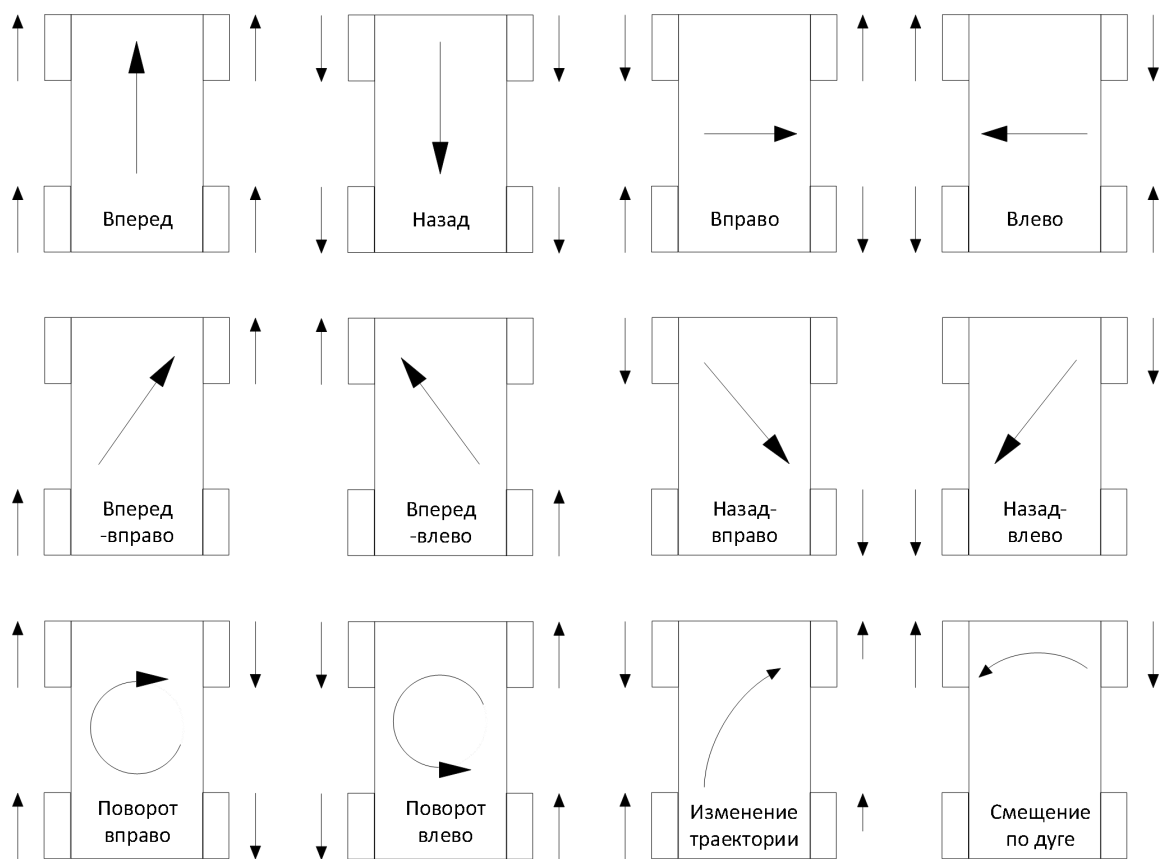 Вперед
Назад
Вправо
Влево
Вперед
-вправо
Вперед
-влево
Назад-
вправо
Назад-
влево
Поворот
вправо
Поворот
влево
Изменение
траектории
Смещение
по дуге